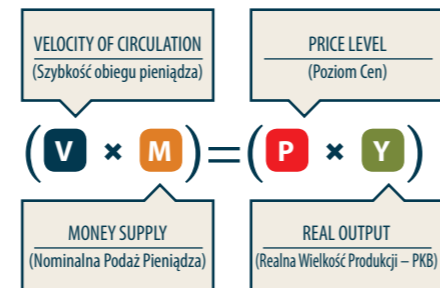 VELOCITY OF CIRCULATION
(Szybkość obiegu pieniądza)
PRICE LEVEL
(Poziom Cen)
(V × M)=(P × Y)
MONEY SUPPLY
(Nominalna Podaż Pieniądza)
REAL OUTPUT
(Realna Wielkość Produkcji – PKB)